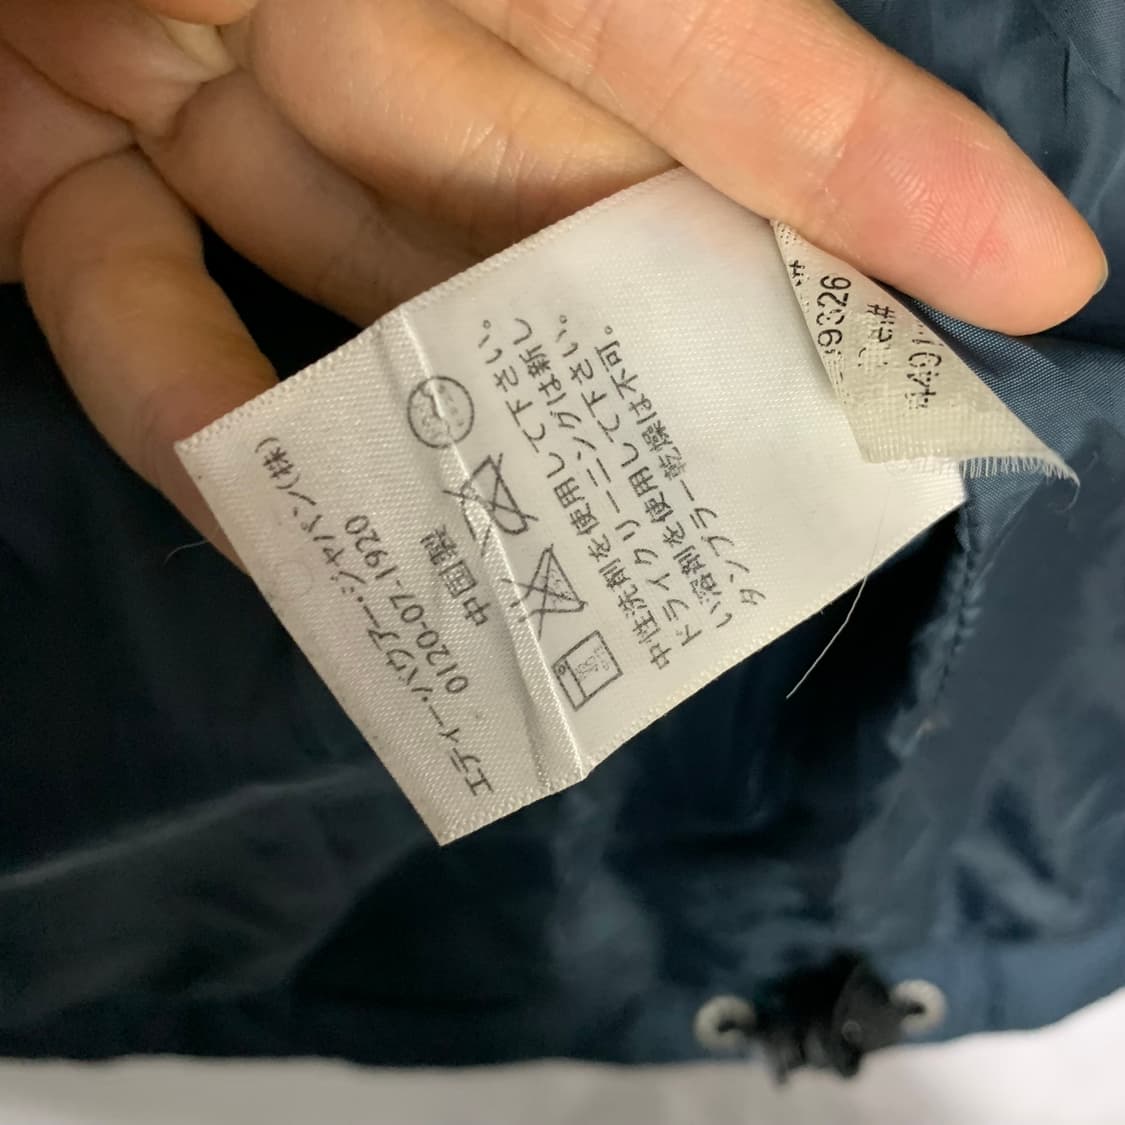 中性洗剤を使用して下さい。
ドライクリーニングは新し
い溶剤を使用して下さい。
タンブラー乾燥は不可。
中国製
エディー・バウアー・ジャパン(株)
0120-07-1920